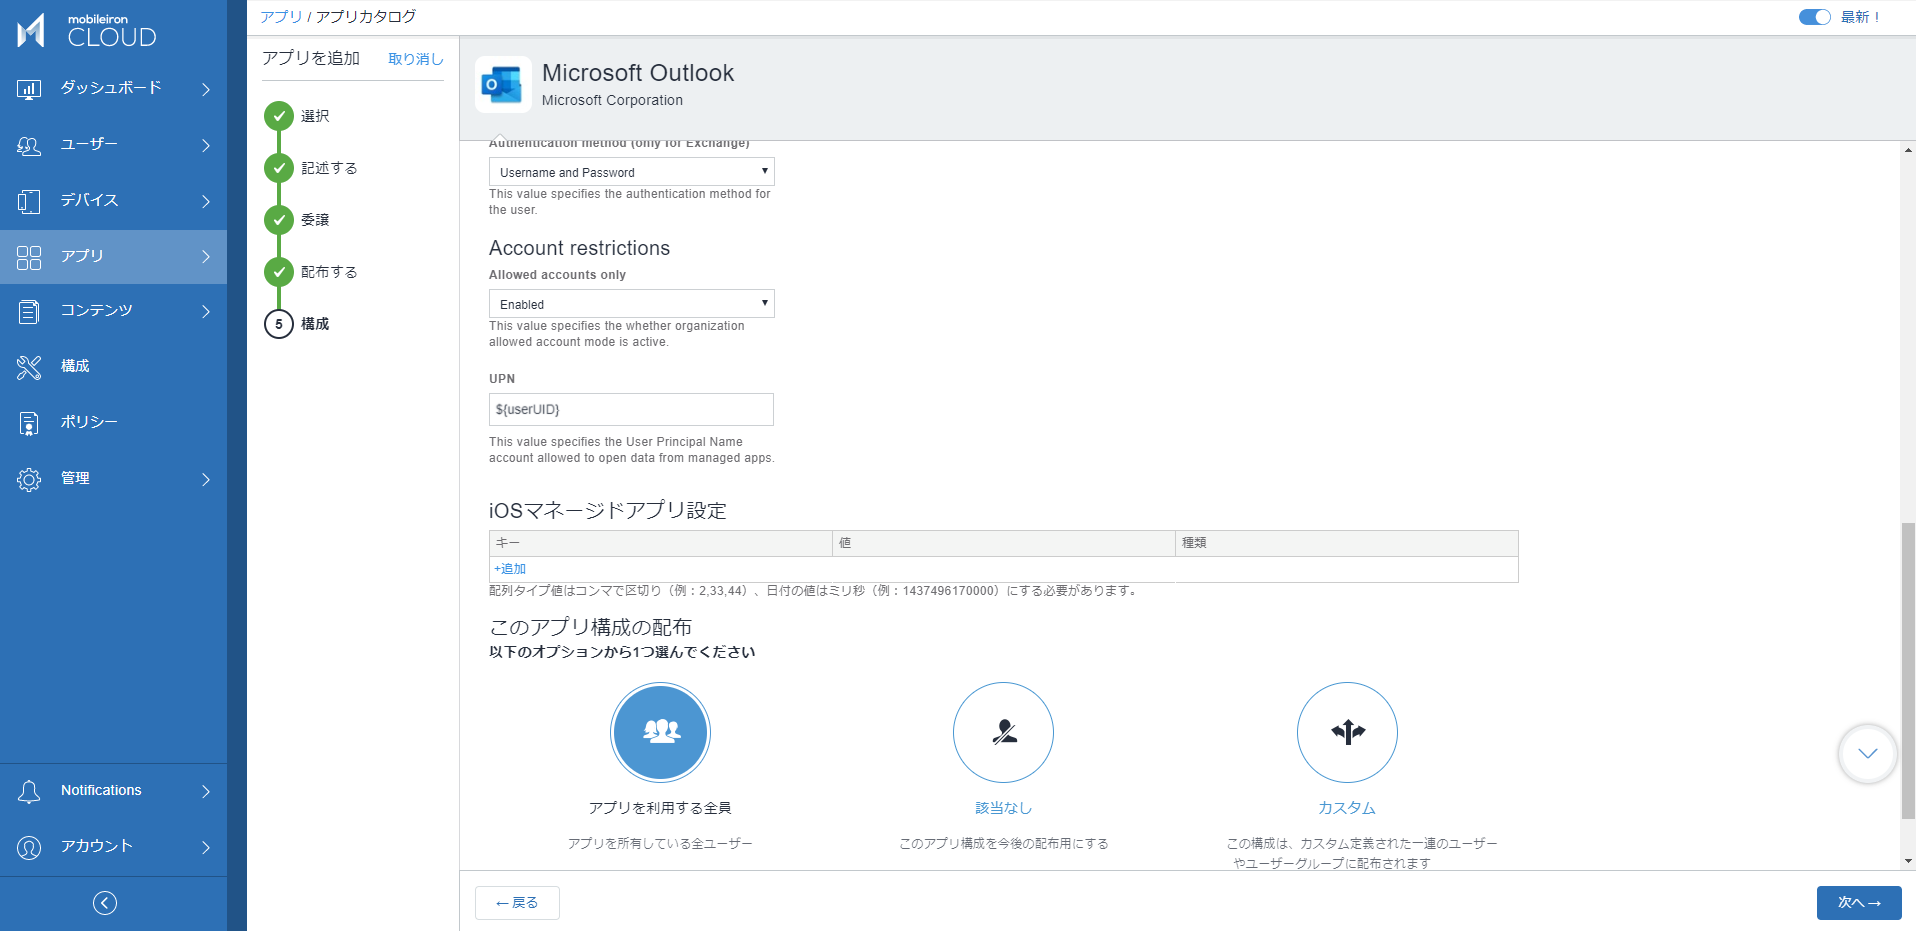 mobileiron
CLOUD
ダッシュボード
ユーザー
デバイス
アプリ
コンテンツ
構成
ポリシー
管理
Notifications
アカウント
アプリ / アプリカタログ
最新！
アプリを追加 取り消し
選択
記述する
委譲
配布する
5 構成
Microsoft Outlook
Microsoft Corporation
Authentication method (only for Exchange)
Username and Password
This value specifies the authentication method for
the user.
Account restrictions
Allowed accounts only
Enabled
This value specifies the whether organization
allowed account mode is active.
UPN
${userUID}
This value specifies the User Principal Name
account allowed to open data from managed apps.
iOSマネージドアプリ設定
キー 値 種類
+追加
配列タイプ値はコンマで区切り（例：2,33,44）、日付の値はミリ秒（例：1437496170000）にする必要があります。
このアプリ構成の配布
以下のオプションから1つ選んでください
アプリを利用する全員
アプリを所有している全ユーザー
該当なし
このアプリ構成を今後の配布用にする
カスタム
この構成は、カスタム定義された一連のユーザー
やユーザーグループに配布されます
←戻る
次へ→